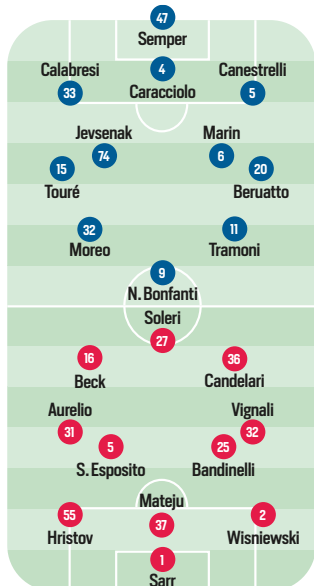 47
Semper
Calabresi 4 Canestrelli
33 Caracciolo 5
Jevsenak Marin
15 74 6 20
Touré Beruatto
32 11
Moreo Tramoni
9
N. Bonfanti
Soleri
27
16 36
Beck Candelari
Aurelio Vignali
31 5 25 32
S. Esposito Bandinelli
Mateju
55 37 2
Hristov Wisniewski
1
Sarr